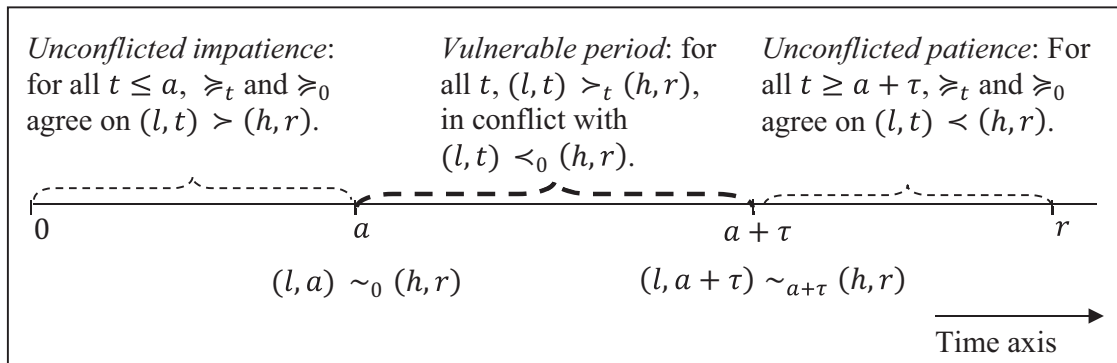 Unconflicted impatience:
for all t ≤ a, ≽ₜ and ≽₀
agree on (l, t) ≻ (h, r).
Vulnerable period: for
all t, (l, t) ≻ₜ (h, r),
in conflict with
(l, t) ≺₀ (h, r).
Unconflicted patience: For
all t ≥ a + τ, ≽ₜ and ≽₀
agree on (l, t) ≺ (h, r).
0
a
a + τ
r
(l, a) ∼₀ (h, r)
(l, a + τ) ∼ₐ₊τ (h, r)
Time axis